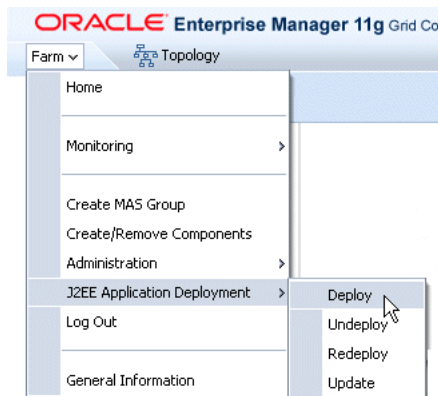 ORACLE Enterprise Manager 11g Grid Co
Farm Topology
Home
Monitoring
Create MAS Group
Create/Remove Components
Administration
J2EE Application Deployment
Deploy
Log Out
Undeploy
Redeploy
General Information
Update